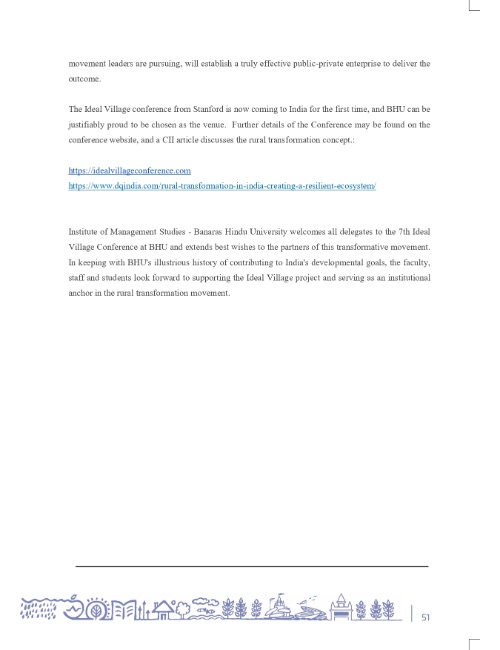 movement leaders are pursuing, will establish a truly effective public-private enterprise to deliver the
outcome.
The Ideal Village conference from Stanford is now coming to India for the first time, and BHU can be
justifiably proud to be chosen as the venue. Further details of the Conference may be found on the
conference website, and a CII article discusses the rural transformation concept.:
https://idealvillageconference.com
https://www.dqindia.com/rural-transformation-in-india-creating-a-resilient-ecosystem/
Institute of Management Studies - Banaras Hindu University welcomes all delegates to the 7th Ideal
Village Conference at BHU and extends best wishes to the partners of this transformative movement.
In keeping with BHU's illustrious history of contributing to India's developmental goals, the faculty,
staff and students look forward to supporting the Ideal Village project and serving as an institutional
anchor in the rural transformation movement.
51